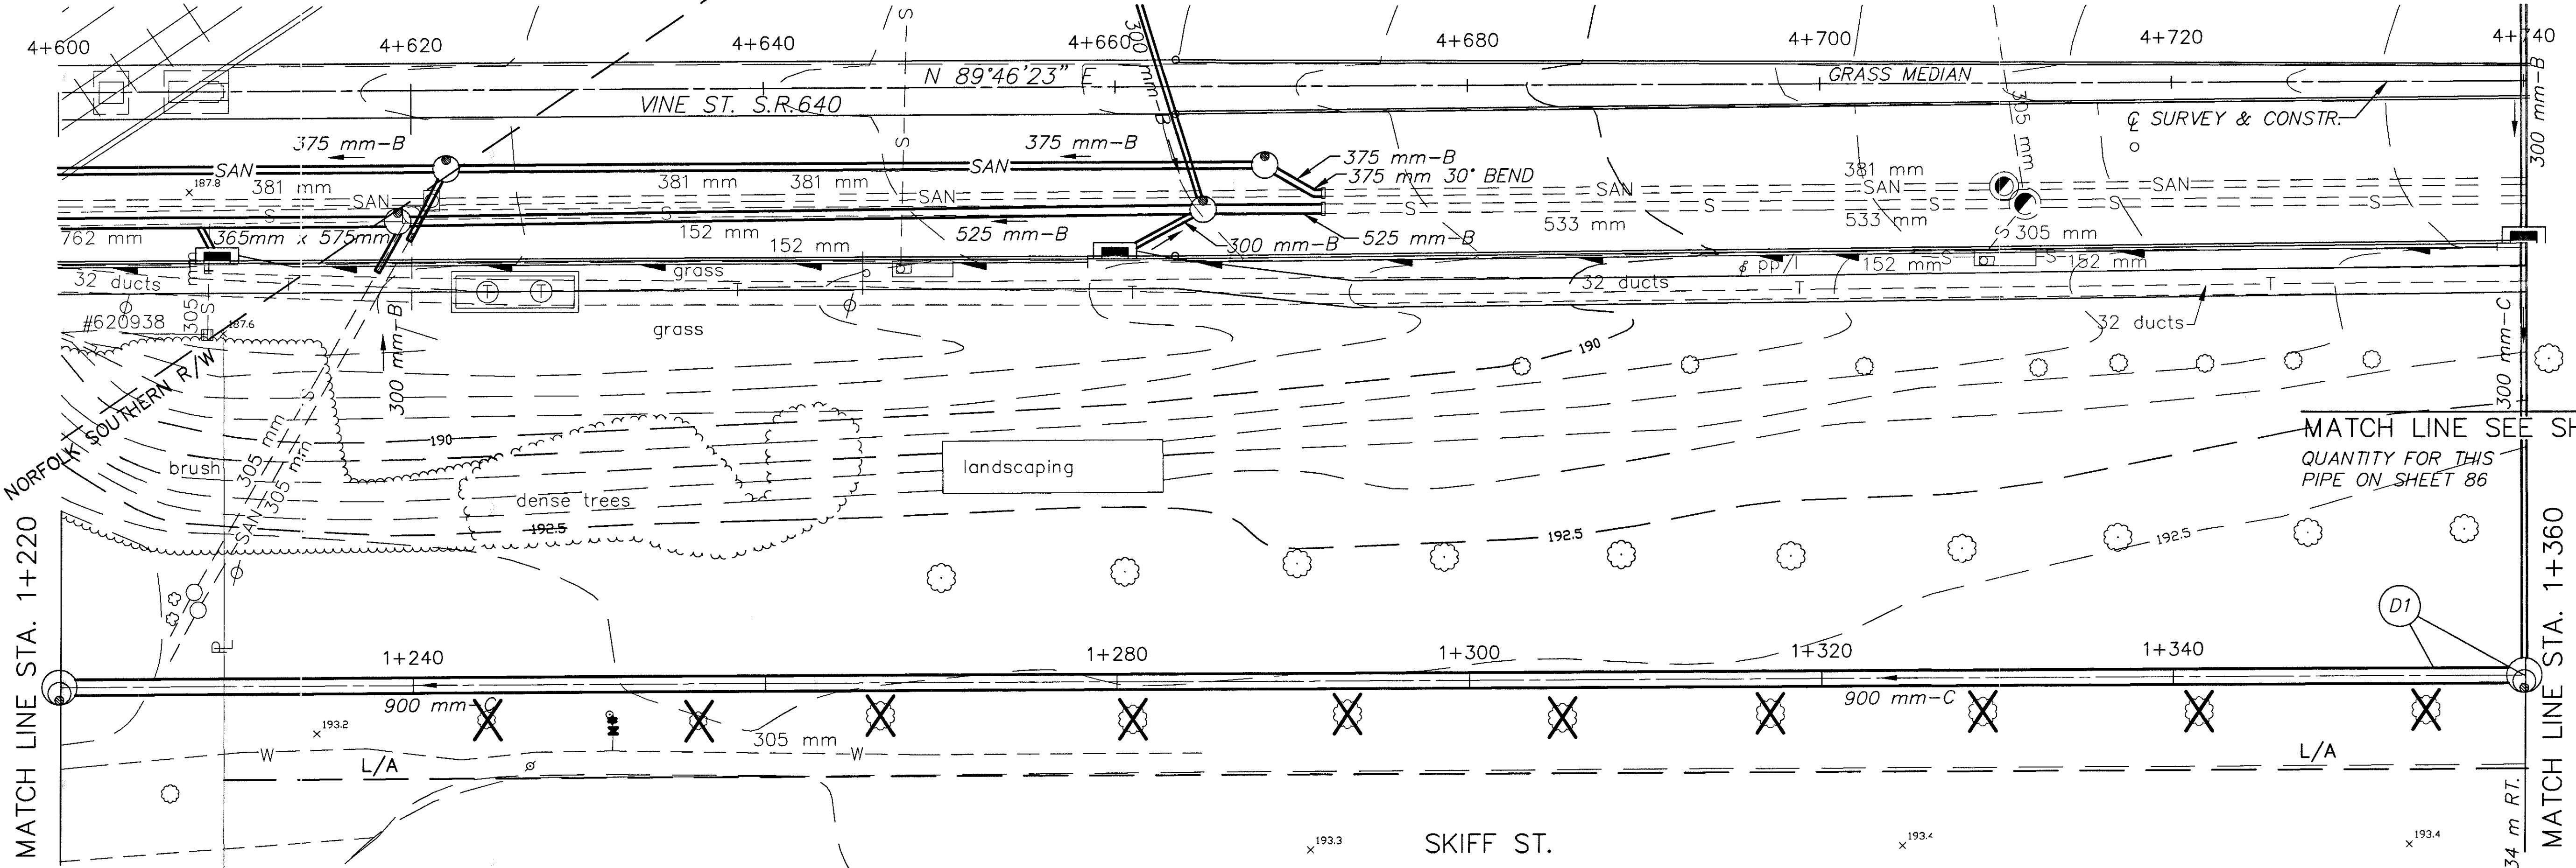 4+600
4+620
4+640
4+660
4+680
4+700
4+720
4+740
300 mm-B
N 89°46'23" E
GRASS MEDIAN
VINE ST. S.R.640
℄ SURVEY & CONSTR.
300 mm-B
S
S
305 mm
375 mm-B
375 mm-B
SAN
SAN
375 mm-B
375 mm 30° BEND
187.8
381 mm
381 mm
381 mm
381 mm
SAN
SAN
SAN
SAN
SAN
S
S
S
S
S
S
S
762 mm
365mm x 575mm
152 mm
525 mm-B
152 mm
300 mm-B
525 mm-B
533 mm
533 mm
S
305 mm
32 ducts
305 mm
S
S
grass
T
T
T
T
32 ducts
pp/l
152 mm
S
S
152 mm
T
T
#620938
187.6
300 mm-B
grass
32 ducts
190
300 mm-C
NORFOLK SOUTHERN R/W
190
brush
305 mm
S
SAN
305 mm
dense trees
192.5
landscaping
192.5
192.5
MATCH LINE SEE SH
QUANTITY FOR THIS
PIPE ON SHEET 86
MATCH LINE STA. 1+220
MATCH LINE STA. 1+360
D1
PL
1+240
1+280
1+300
1+320
1+340
900 mm-C
900 mm-C
193.2
W
305 mm
W
L/A
L/A
193.3
SKIFF ST.
193.4
193.4
34 m RT.